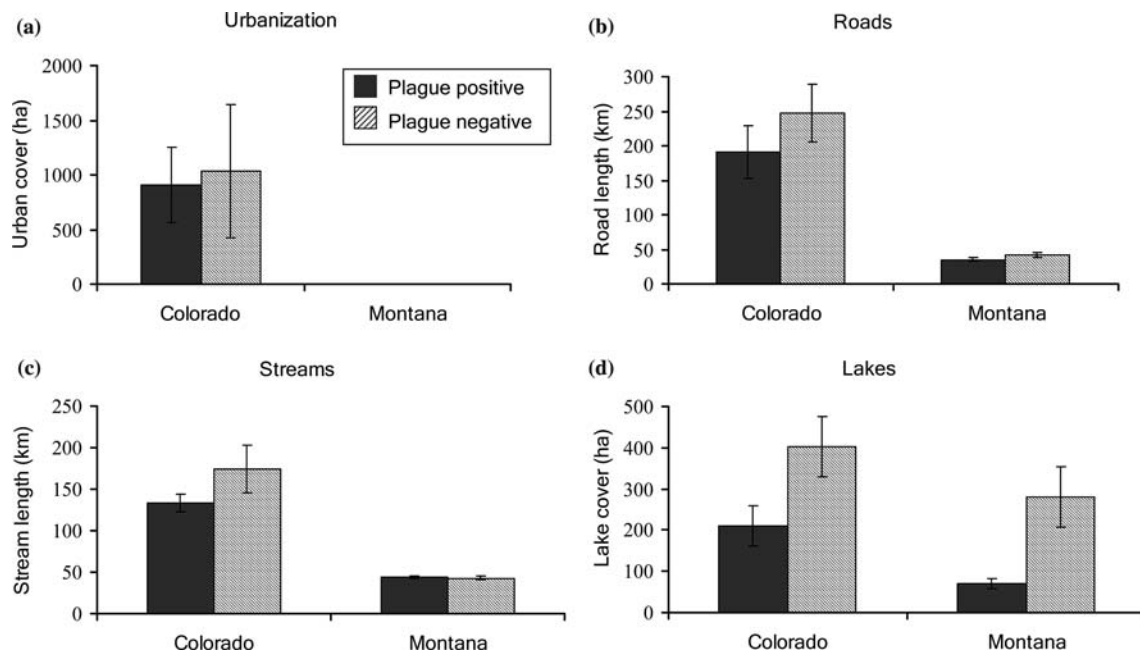 (a)
Urbanization
Urban cover (ha)
2000
1500
1000
500
0
Plague positive
Plague negative
Colorado
Montana
(b)
Roads
Road length (km)
300
250
200
150
100
50
0
Colorado
Montana
(c)
Streams
Stream length (km)
250
200
150
100
50
0
Colorado
Montana
(d)
Lakes
Lake cover (ha)
500
400
300
200
100
0
Colorado
Montana